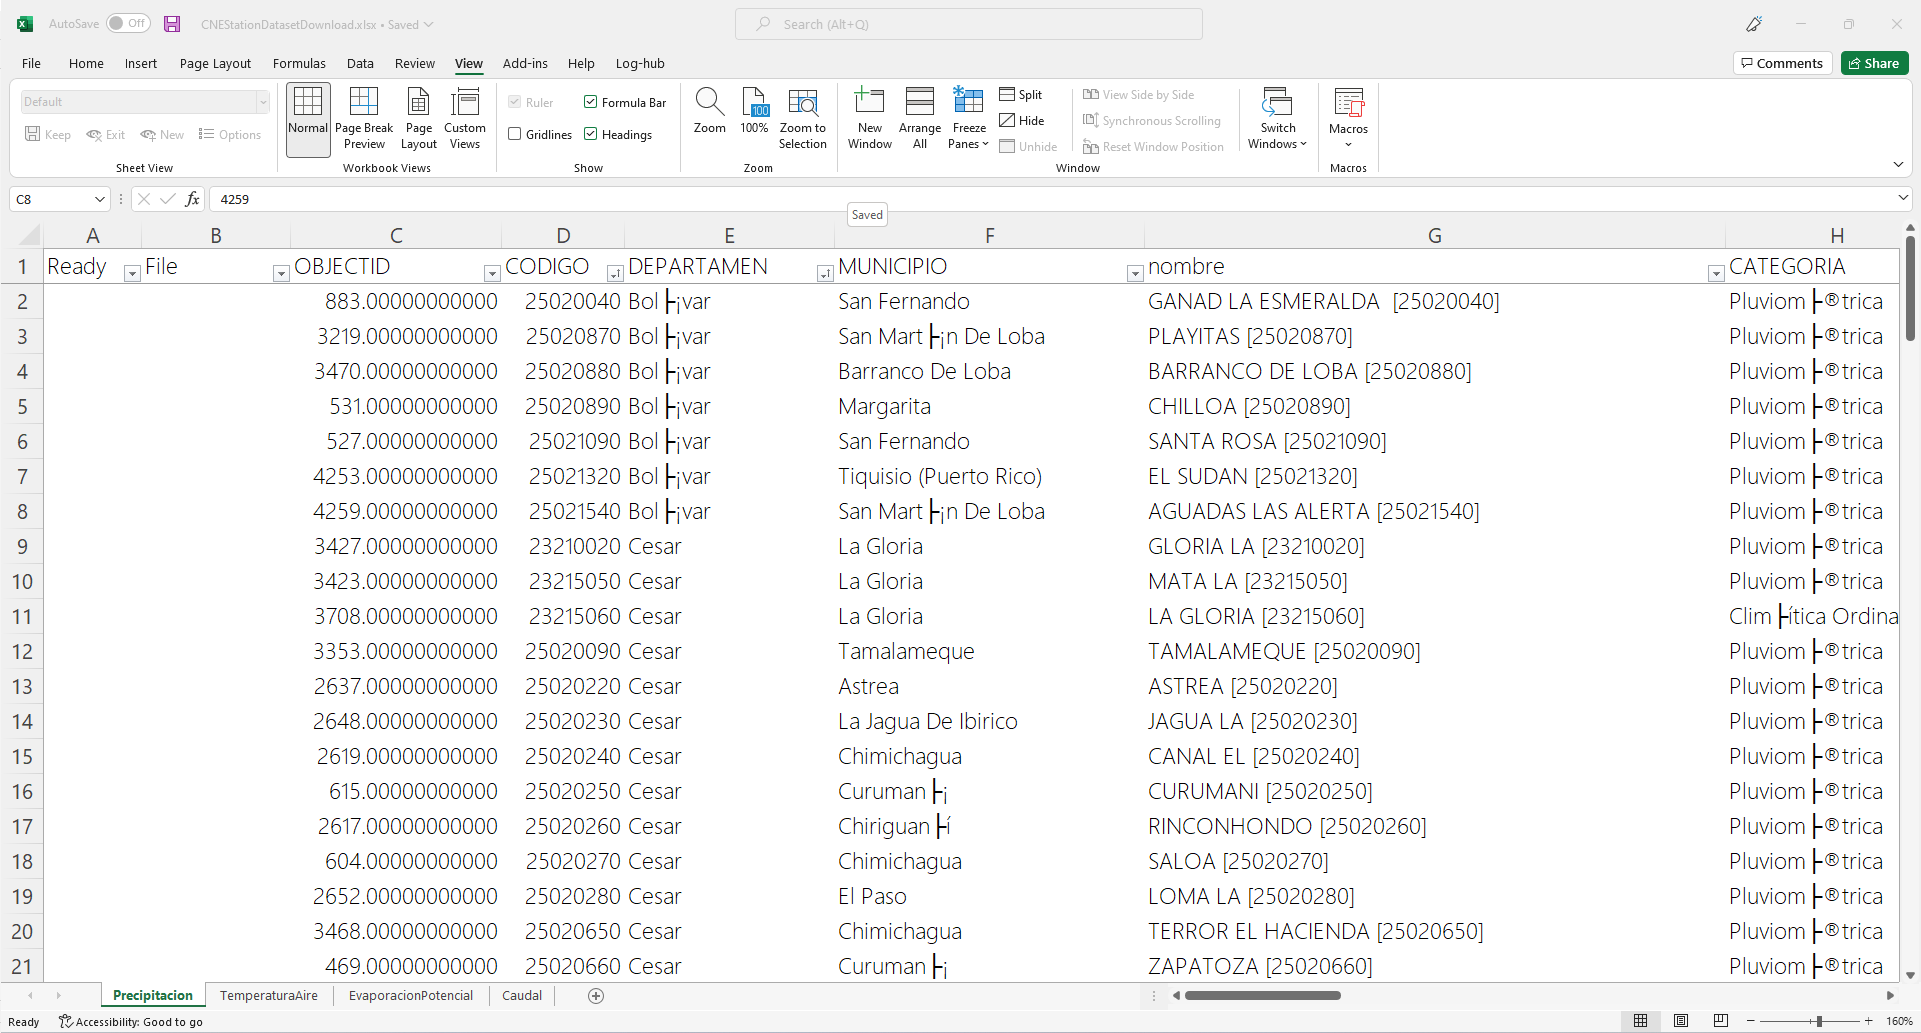 AutoSave Off CNEStationDatasetDownload.xlsx • Saved Search (Alt+Q)
File Home Insert Page Layout Formulas Data Review View Add-ins Help Log-hub Comments Share
Default
Keep Exit New Options
Sheet View
Normal Page Break Preview Page Layout Custom Views
Workbook Views
Ruler Formula Bar
Gridlines Headings
Show
Zoom 100 100% Zoom to Selection
Zoom
New Window Arrange All Freeze Panes
Split
Hide
Unhide
View Side by Side
Synchronous Scrolling
Reset Window Position
Switch Windows
Window
Macros
Macros
C8 fx 4259
Saved
A B C D E F G H
1 Ready File OBJECTID CODIGO DEPARTAMEN MUNICIPIO nombre CATEGORIA
2 883.00000000000 25020040 Bol├¡var San Fernando GANAD LA ESMERALDA  [25020040] Pluviom├®trica
3 3219.00000000000 25020870 Bol├¡var San Mart├¡n De Loba PLAYITAS [25020870] Pluviom├®trica
4 3470.00000000000 25020880 Bol├¡var Barranco De Loba BARRANCO DE LOBA [25020880] Pluviom├®trica
5 531.00000000000 25020890 Bol├¡var Margarita CHILLOA [25020890] Pluviom├®trica
6 527.00000000000 25021090 Bol├¡var San Fernando SANTA ROSA [25021090] Pluviom├®trica
7 4253.00000000000 25021320 Bol├¡var Tiquisio (Puerto Rico) EL SUDAN [25021320] Pluviom├®trica
8 4259.00000000000 25021540 Bol├¡var San Mart├¡n De Loba AGUADAS LAS ALERTA [25021540] Pluviom├®trica
9 3427.00000000000 23210020 Cesar La Gloria GLORIA LA [23210020] Pluviom├®trica
10 3423.00000000000 23215050 Cesar La Gloria MATA LA [23215050] Pluviom├®trica
11 3708.00000000000 23215060 Cesar La Gloria LA GLORIA [23215060] Clim├ítica Ordina
12 3353.00000000000 25020090 Cesar Tamalameque TAMALAMEQUE [25020090] Pluviom├®trica
13 2637.00000000000 25020220 Cesar Astrea ASTREA [25020220] Pluviom├®trica
14 2648.00000000000 25020230 Cesar La Jagua De Ibirico JAGUA LA [25020230] Pluviom├®trica
15 2619.00000000000 25020240 Cesar Chimichagua CANAL EL [25020240] Pluviom├®trica
16 615.00000000000 25020250 Cesar Curuman├¡ CURUMANI [25020250] Pluviom├®trica
17 2617.00000000000 25020260 Cesar Chiriguan├í RINCONHONDO [25020260] Pluviom├®trica
18 604.00000000000 25020270 Cesar Chimichagua SALOA [25020270] Pluviom├®trica
19 2652.00000000000 25020280 Cesar El Paso LOMA LA [25020280] Pluviom├®trica
20 3468.00000000000 25020650 Cesar Chimichagua TERROR EL HACIENDA [25020650] Pluviom├®trica
21 469.00000000000 25020660 Cesar Curuman├¡ ZAPATOZA [25020660] Pluviom├®trica
Precipitacion TemperaturaAire EvaporacionPotencial Caudal
Ready Accessibility: Good to go 160%